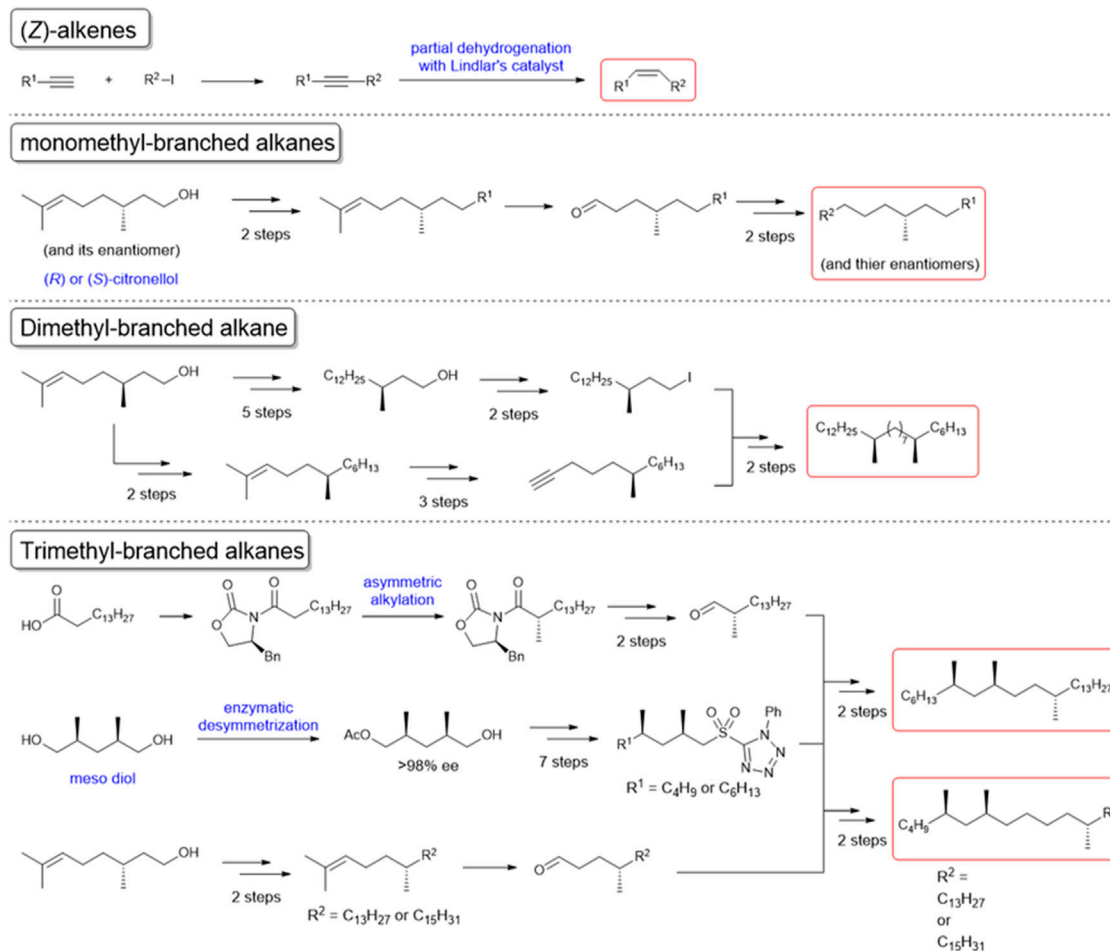 (Z)-alkenes
partial dehydrogenation
with Lindlar's catalyst
R¹ + R²–I R¹ R² R¹ R²
monomethyl-branched alkanes
OH R¹ O R¹ R² R¹
2 steps 2 steps
(and its enantiomer) (and thier enantiomers)
(R) or (S)-citronellol
Dimethyl-branched alkane
OH C₁₂H₂₅ OH C₁₂H₂₅ I
5 steps 2 steps
C₁₂H₂₅ ( )₇ C₆H₁₃
C₆H₁₃ C₆H₁₃
2 steps 3 steps 2 steps
Trimethyl-branched alkanes
asymmetric
alkylation
O HO C₁₃H₂₇ O O N O C₁₃H₂₇ Bn O O N O C₁₃H₂₇ Bn O C₁₃H₂₇
2 steps
C₆H₁₃ C₁₃H₂₇
2 steps
enzymatic
desymmetrization
HO OH AcO OH R¹ O O S Ph N N N N
meso diol >98% ee 7 steps
R¹ = C₄H₉ or C₆H₁₃
C₄H₉ R
2 steps
OH R² O R²
2 steps
R² = C₁₃H₂₇ or C₁₅H₃₁
R² =
C₁₃H₂₇
or
C₁₅H₃₁